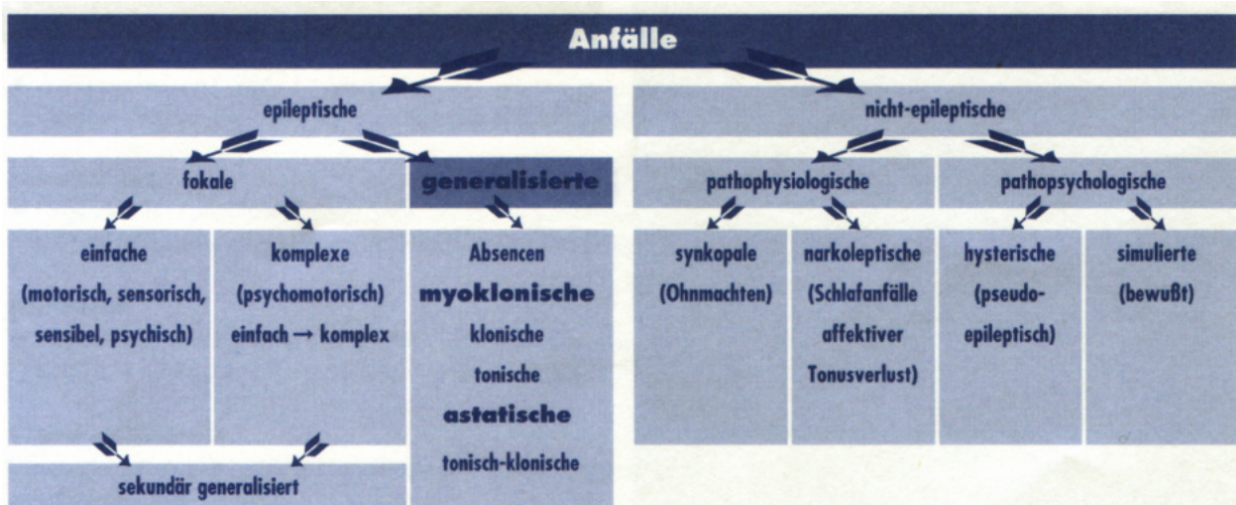 Anfälle
epileptische
nicht-epileptische
fokale
generalisierte
pathophysiologische
pathopsychologische
einfache
(motorisch, sensorisch,
sensibel, psychisch)
komplexe
(psychomotorisch)
einfach → komplex
Absencen
myoklonische
klonische
tonische
astatische
tonisch-klonische
synkopale
(Ohnmachten)
narkoleptische
(Schlafanfälle
affektiver
Tonusverlust)
hysterische
(pseudo-
epileptisch)
simulierte
(bewußt)
sekundär generalisiert